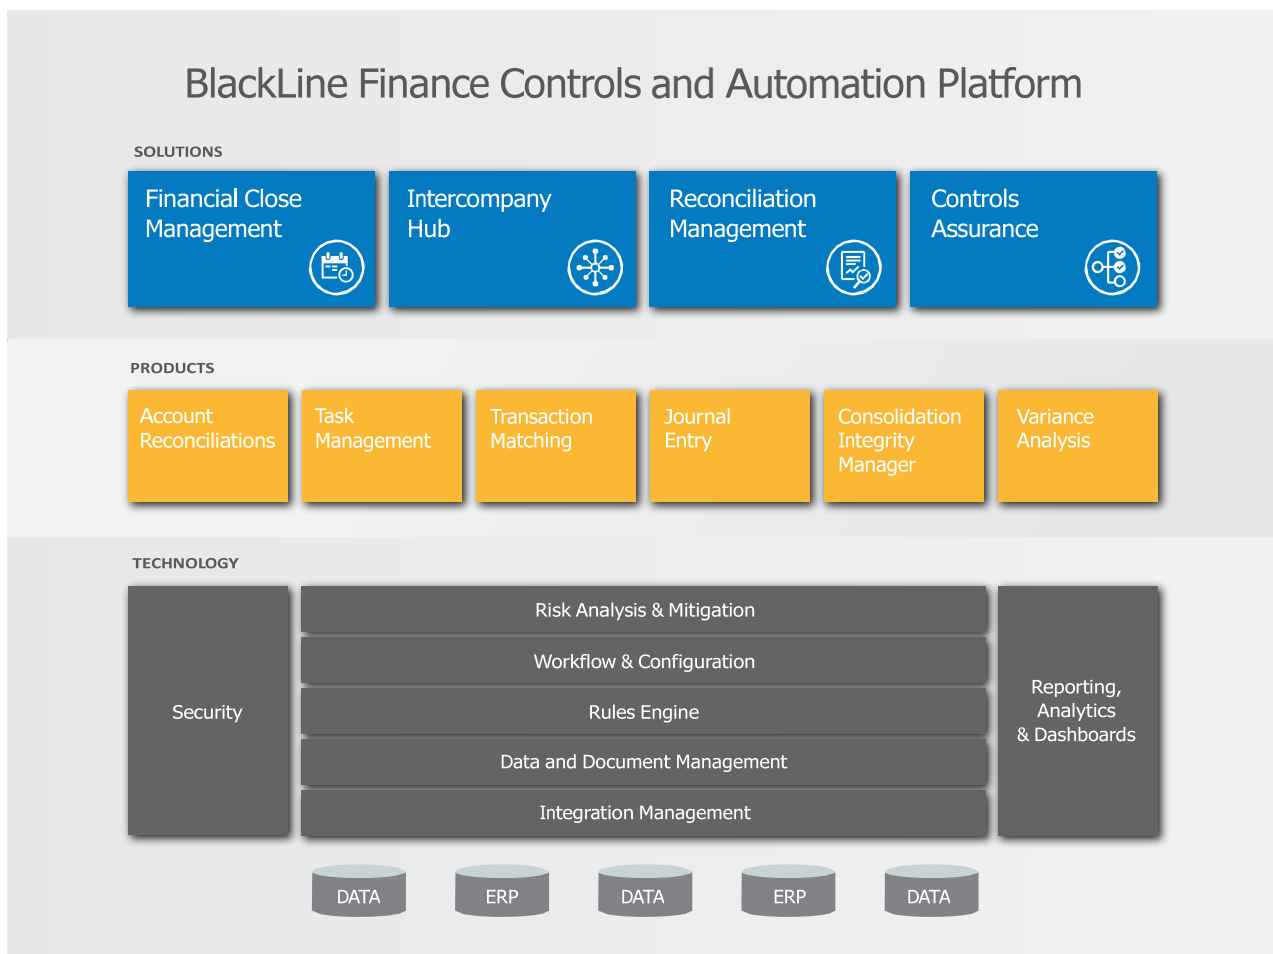 BlackLine Finance Controls and Automation Platform
SOLUTIONS
Financial Close
Management
Intercompany
Hub
Reconciliation
Management
Controls
Assurance
PRODUCTS
Account
Reconciliations
Task
Management
Transaction
Matching
Journal
Entry
Consolidation
Integrity
Manager
Variance
Analysis
TECHNOLOGY
Security
Risk Analysis & Mitigation
Workflow & Configuration
Rules Engine
Data and Document Management
Integration Management
Reporting,
Analytics
& Dashboards
DATA
ERP
DATA
ERP
DATA